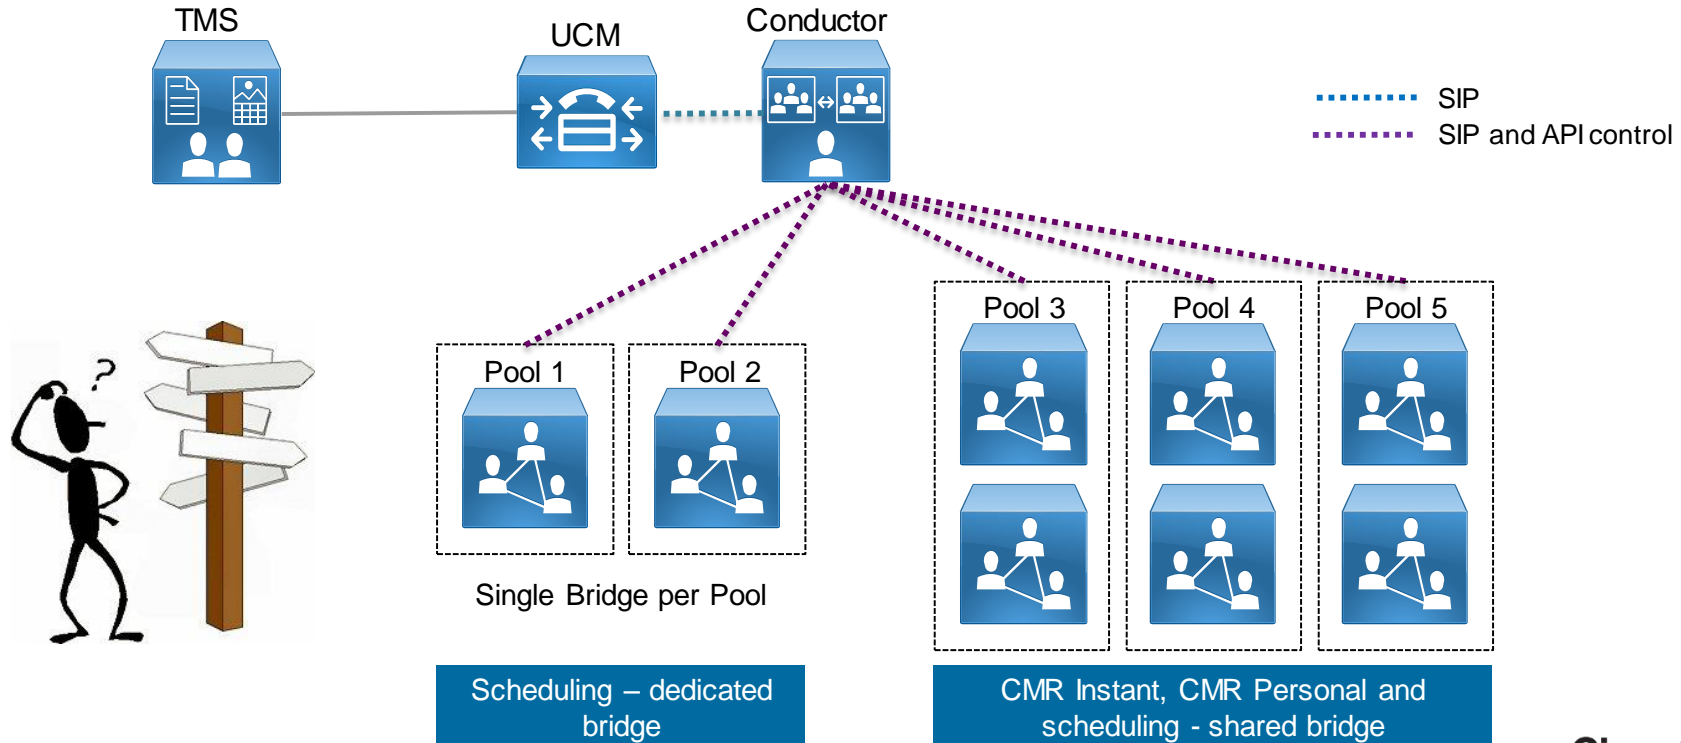 TMS
UCM
Conductor
SIP
SIP and API control
Pool 1
Pool 2
Pool 3
Pool 4
Pool 5
?
Single Bridge per Pool
Scheduling – dedicated
bridge
CMR Instant, CMR Personal and
scheduling - shared bridge